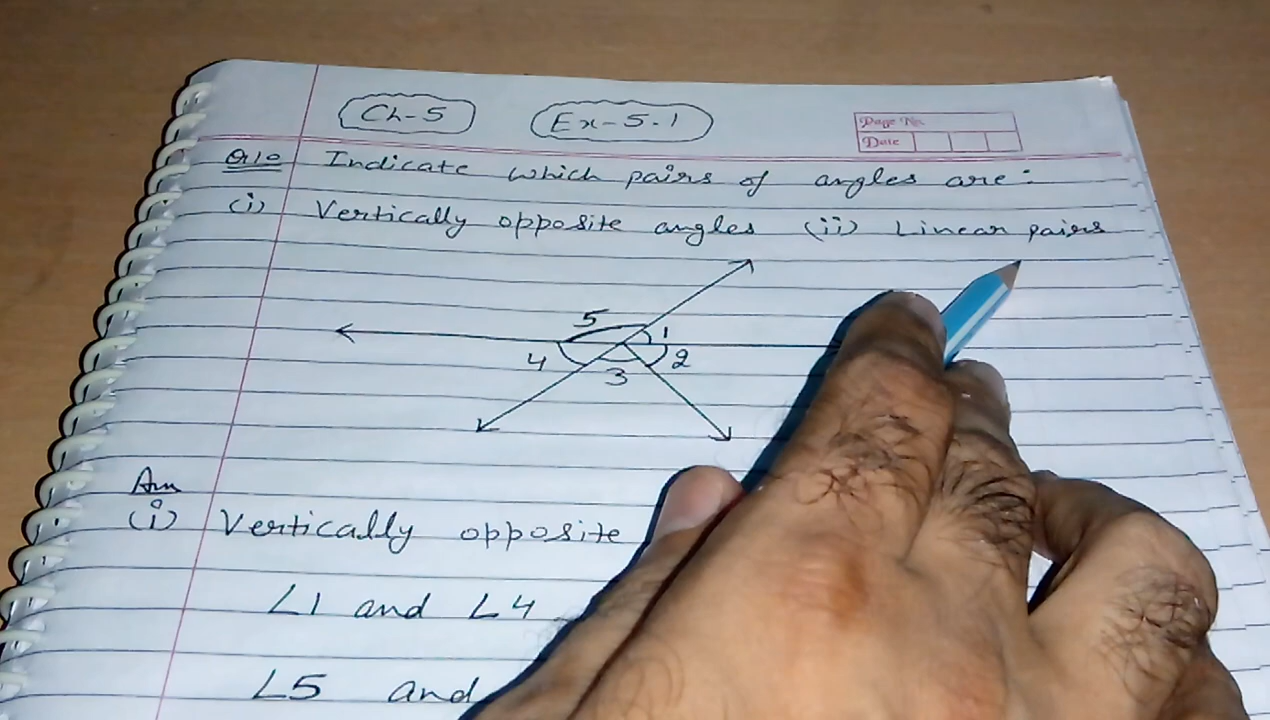 Ch-5 Ex-5.1
Page No.
Date
Q10 Indicate which pairs of angles are:
(i) Vertically opposite angles (ii) Linear pairs
5 1
4 3 2
Ans
(i) Vertically opposite
∠1 and ∠4
∠5 and